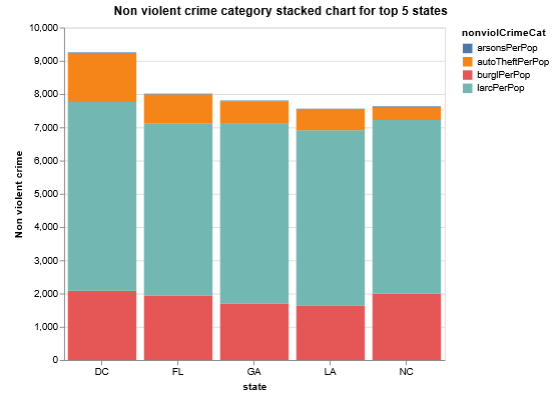 Non violent crime category stacked chart for top 5 states
nonviolCrimeCat
arsonsPerPop
autoTheftPerPop
burglPerPop
larcPerPop
Non violent crime
10,000
9,000
8,000
7,000
6,000
5,000
4,000
3,000
2,000
1,000
0
DC FL GA LA NC
state